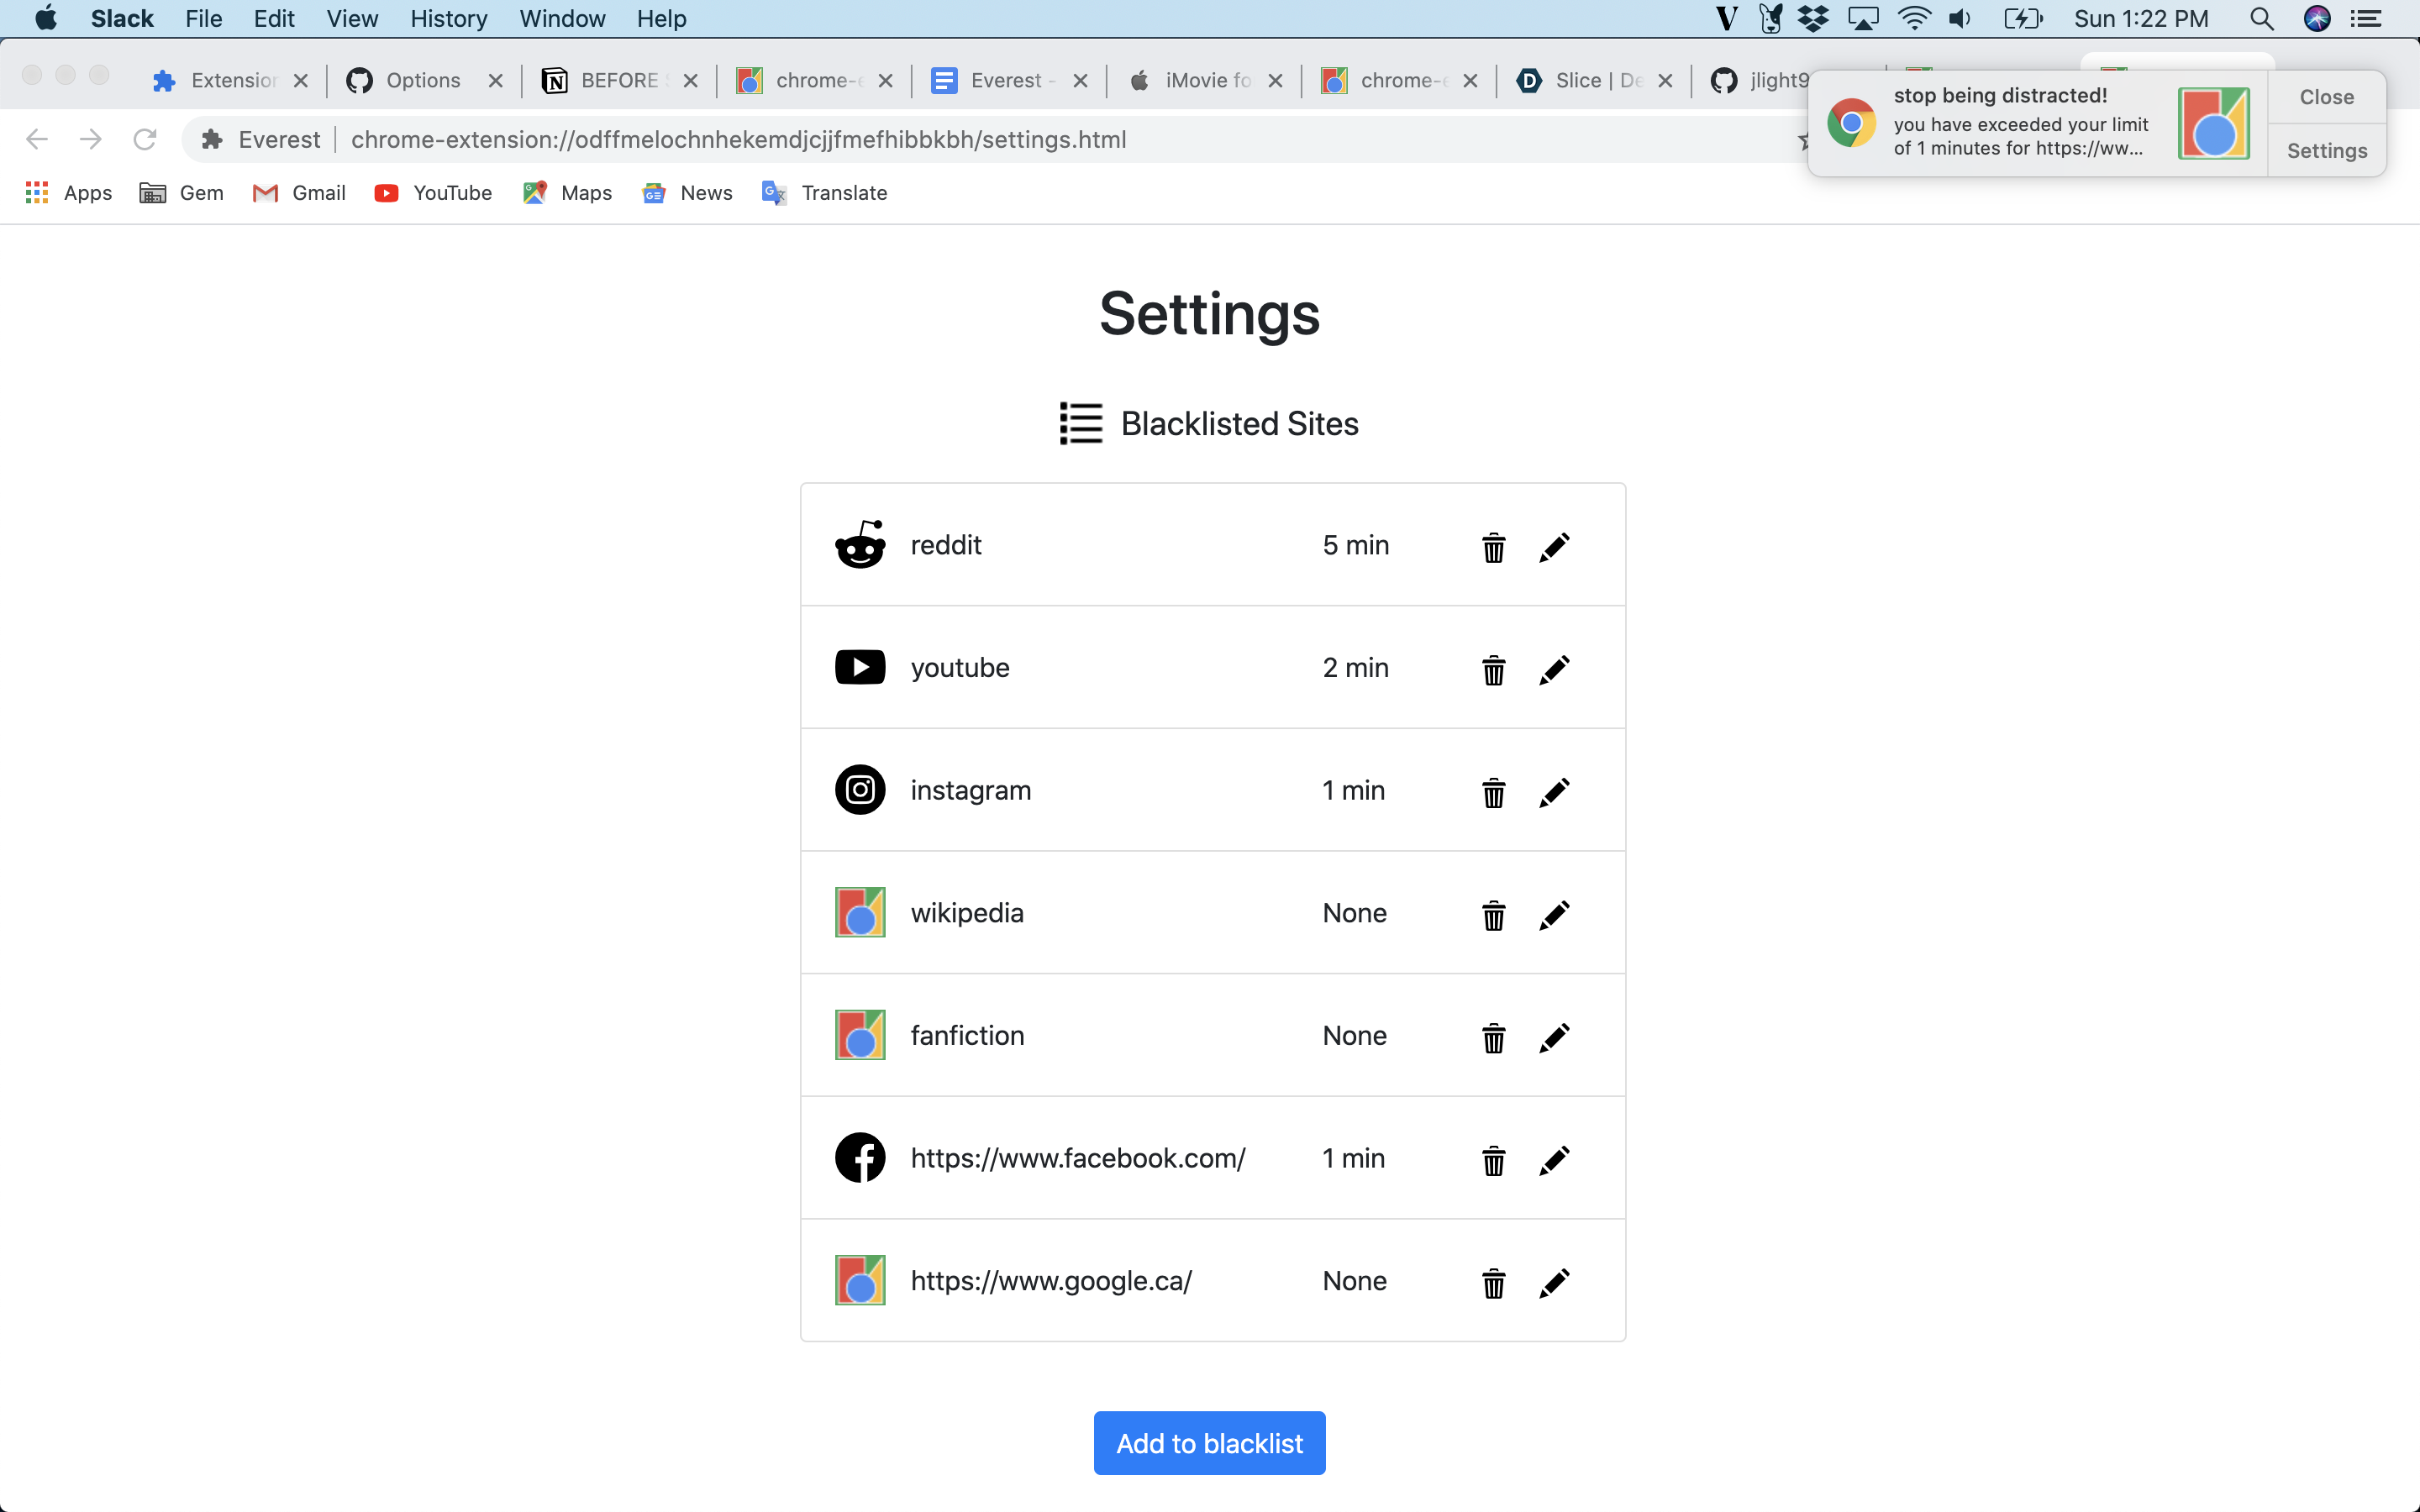 Slack File Edit View History Window Help
V Sun 1:22 PM
Extension Options BEFORE chrome-e Everest - iMovie fo chrome-e Slice | De jlight9
stop being distracted!
you have exceeded your limit
of 1 minutes for https://ww...
Close
Settings
Everest chrome-extension://odffmelochnhekemdjcjjfmefhibbkbh/settings.html
Apps Gem Gmail YouTube Maps News Translate
Settings
Blacklisted Sites
reddit 5 min
youtube 2 min
instagram 1 min
wikipedia None
fanfiction None
https://www.facebook.com/ 1 min
https://www.google.ca/ None
Add to blacklist